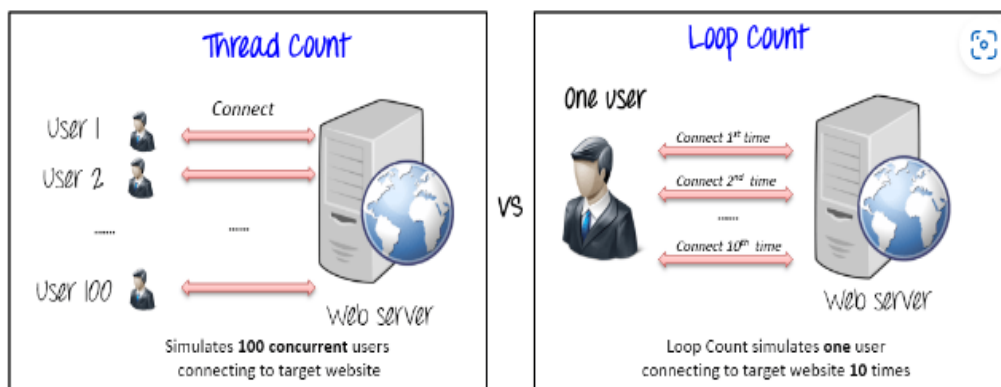 Thread Count
User 1
Connect
User 2
......
......
User 100
Web server
Simulates 100 concurrent users
connecting to target website
VS
Loop Count
One user
Connect 1st time
Connect 2nd time
......
Connect 10th time
Web server
Loop Count simulates one user
connecting to target website 10 times